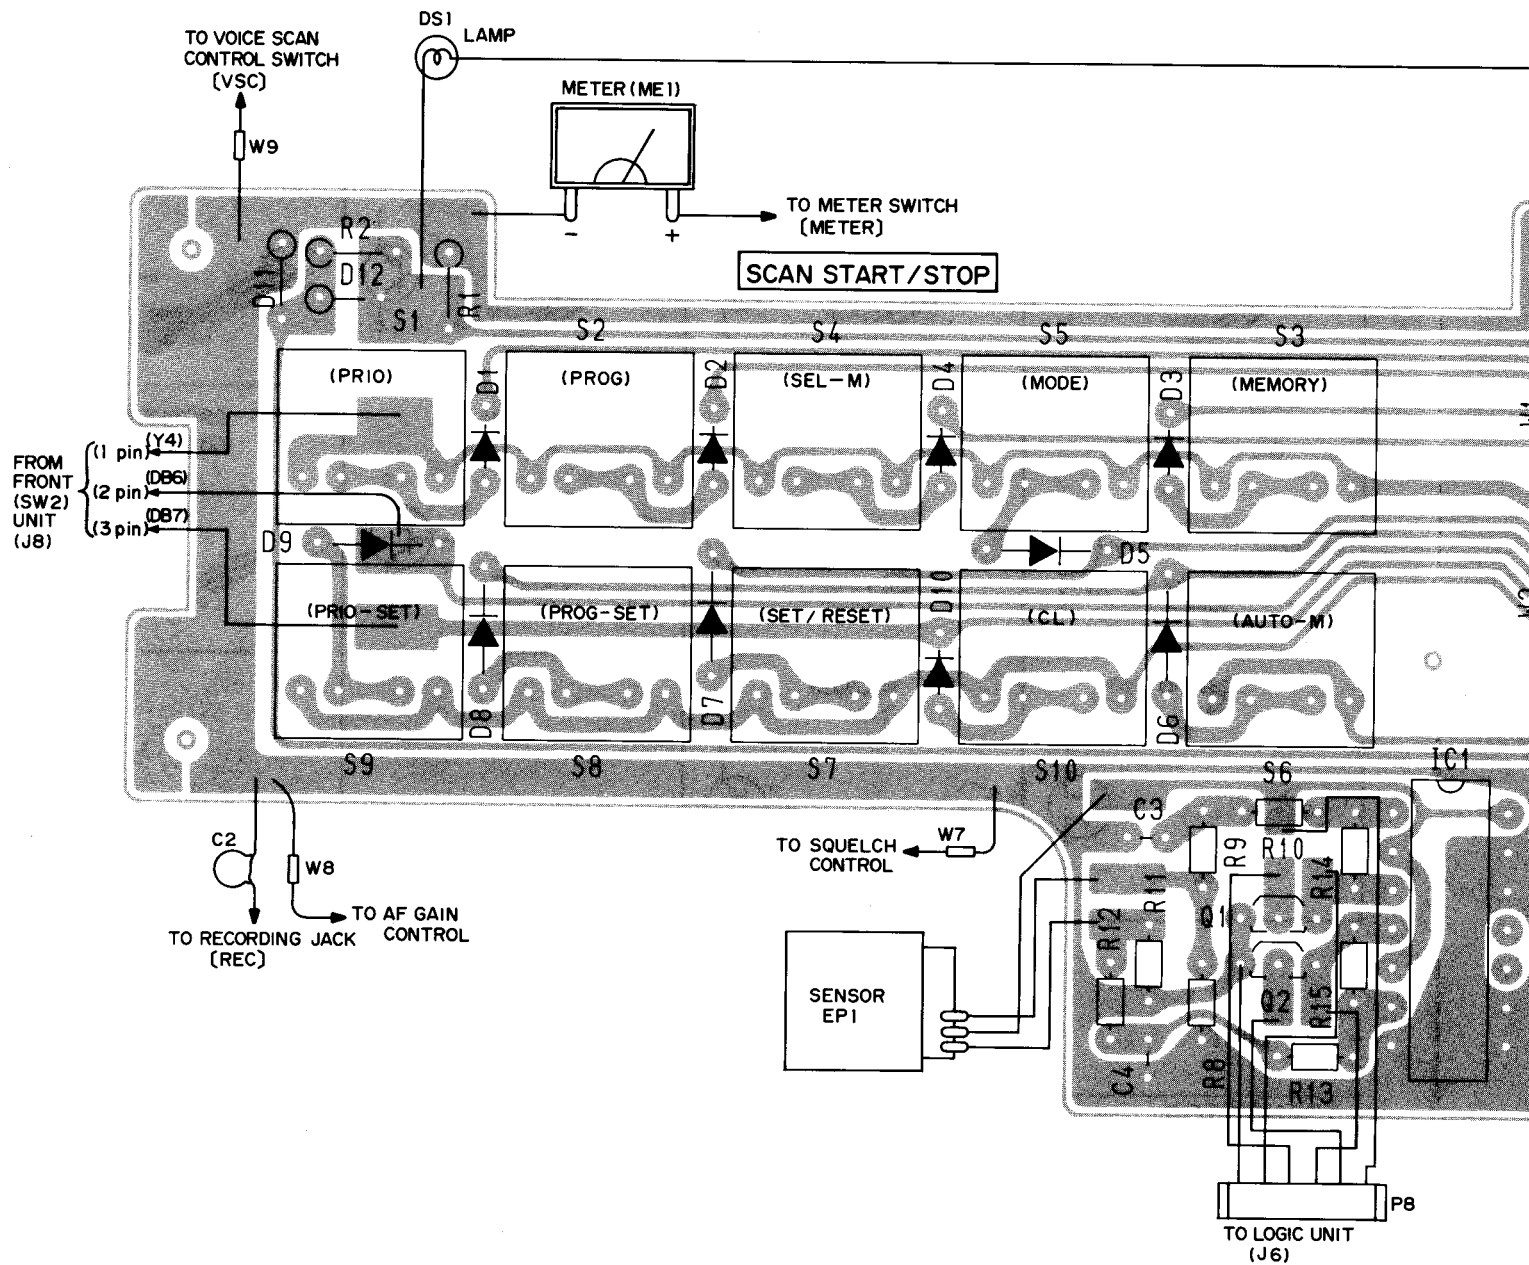 DS1
LAMP
TO VOICE SCAN
CONTROL SWITCH
(VSC)
W9
METER (ME1)
- +
TO METER SWITCH
(METER)
SCAN START/STOP
R2
D12
D11
S1
R1
S2
S4
S5
S3
(PRIO)
D1
(PROG)
D2
(SEL-M)
D4
(MODE)
D3
(MEMORY)
FROM
FRONT
(SW2)
UNIT
(J8)
(1 pin) (Y4)
(2 pin) (DB6)
(3 pin) (DB7)
D9
D5
(PRIO-SET)
(PROG-SET)
(SET/RESET)
D10
(CL)
(AUTO-M)
D8
D7
D6
S9
S8
S7
S10
S6
IC1
C2
W8
TO RECORDING JACK
(REC)
TO AF GAIN
CONTROL
TO SQUELCH
CONTROL
W7
C3
R9
R10
R14
R11
R12
Q1
Q2
R15
SENSOR
EP1
C4
R8
R13
P8
TO LOGIC UNIT
(J6)